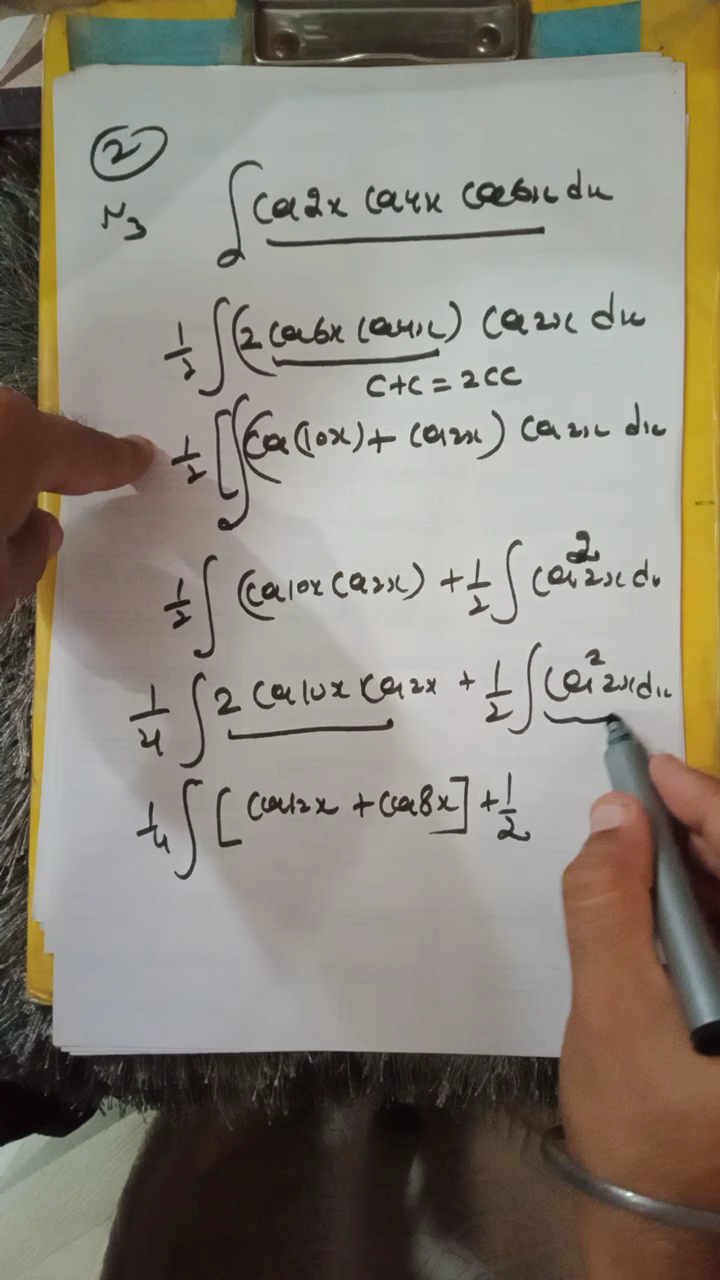 ②
N3 ∫ cos2x cos4x cos6x dx
1/2 ∫ (2 cos6x cos4x) cos2x dx
C+C = 2CC
1/2 [∫ (cos(10x) + cos2x) cos2x dx
1/2 ∫ (cos10x cos2x) + 1/2 ∫ cos²2x dx
1/4 ∫ 2 cos10x cos2x + 1/2 ∫ cos²2x dx
1/4 ∫ [cos12x + cos8x] + 1/2